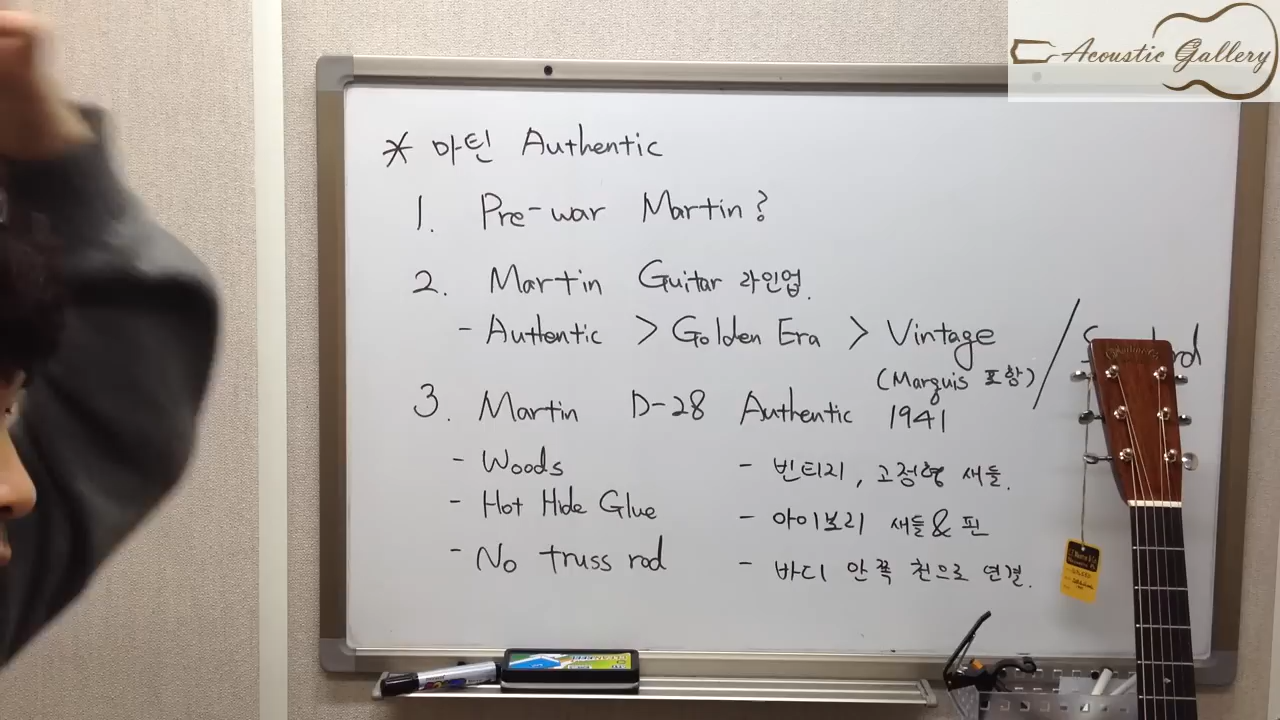 Acoustic Gallery
* 마틴 Authentic
1. Pre-war Martin?
2. Martin Guitar 라인업.
- Authentic > Golden Era > Vintage /
(Marquis 포함)
3. Martin D-28 Authentic 1941
- Woods
- Hot Hide Glue
- No truss rod
- 빈티지, 고정형 새들.
- 아이보리 새들 & 핀
- 바디 안쪽 천으로 연결.